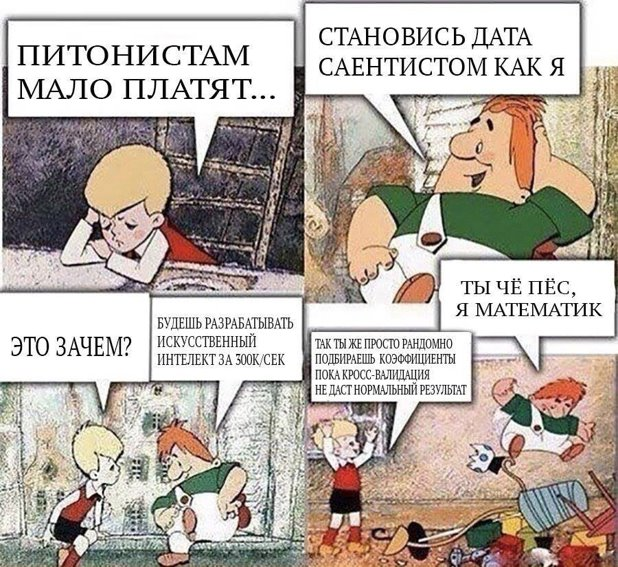 ПИТОНИСТАМ
МАЛО ПЛАТЯТ...
СТАНОВИСЬ ДАТА
САЕНТИСТОМ КАК Я
ЭТО ЗАЧЕМ?
БУДЕШЬ РАЗРАБАТЫВАТЬ
ИСКУССТВЕННЫЙ
ИНТЕЛЕКТ ЗА 300К/СЕК
ТАК ТЫ ЖЕ ПРОСТО РАНДОМНО
ПОДБИРАЕШЬ КОЭФФИЦИЕНТЫ
ПОКА КРОСС-ВАЛИДАЦИЯ
НЕ ДАСТ НОРМАЛЬНЫЙ РЕЗУЛЬТАТ
ТЫ ЧЁ ПЁС,
Я МАТЕМАТИК